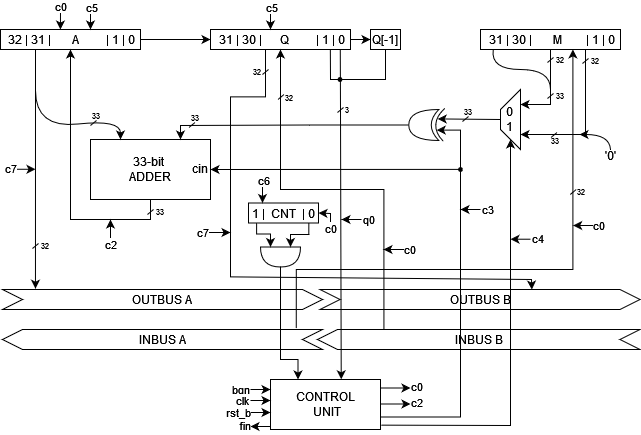 c0
c5
c5
32 | 31 | A | 1 | 0
31 | 30 | Q | 1 | 0
Q[-1]
31 | 30 | M | 1 | 0
32
32
3
32
32
33
33
33
33
0
1
'0'
33-bit
ADDER
cin
c7
33
c2
32
c6
1 | CNT | 0
c0
c7
q0
c0
c3
c4
32
c0
OUTBUS A
OUTBUS B
INBUS A
INBUS B
bgn
clk
rst_b
fin
CONTROL
UNIT
c0
c2